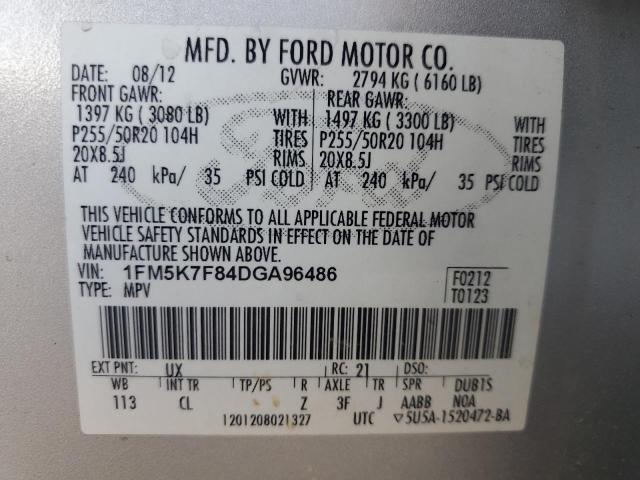 MFD. BY FORD MOTOR CO.
DATE: 08/12 GVWR: 2794 KG ( 6160 LB)
FRONT GAWR: REAR GAWR:
1397 KG ( 3080 LB) WITH 1497 KG ( 3300 LB) WITH
P255/50R20 104H TIRES P255/50R20 104H TIRES
20X8.5J RIMS 20X8.5J RIMS
AT 240 kPa/ 35 PSI COLD AT 240 kPa/ 35 PSI COLD
THIS VEHICLE CONFORMS TO ALL APPLICABLE FEDERAL MOTOR
VEHICLE SAFETY STANDARDS IN EFFECT ON THE DATE OF
MANUFACTURE SHOWN ABOVE.
VIN: 1FM5K7F84DGA96486 F0212
TYPE: MPV T0123
EXT PNT: UX RC: 21 DSO:
WB INT TR TP/PS R AXLE TR SPR DUB1S
113 CL Z 3F J AABB N0A
1201208021327 UTC ▽5U5A-1520472-BA